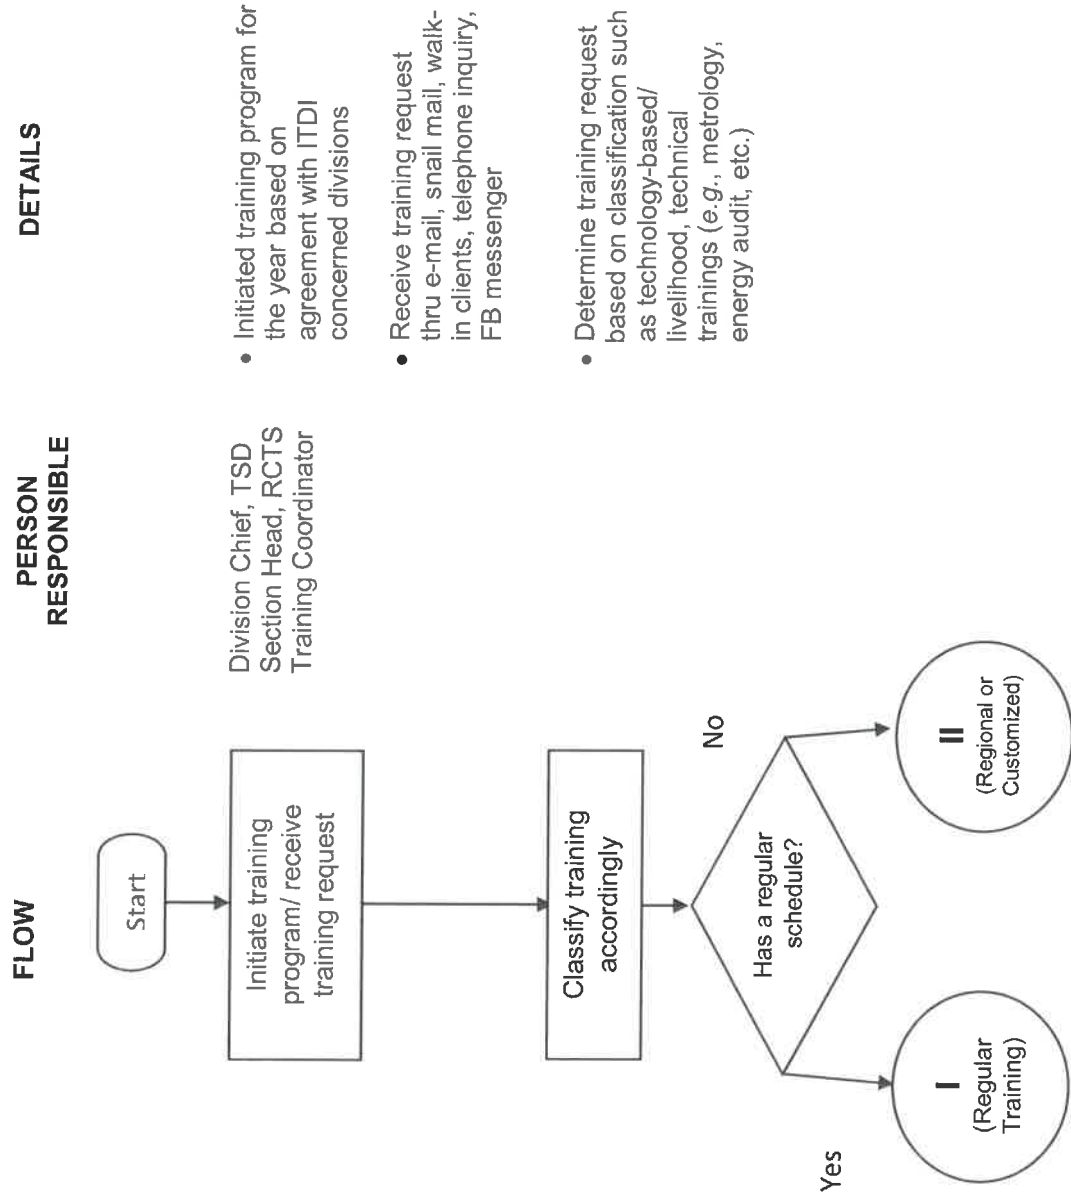 FLOW
PERSON
RESPONSIBLE
DETAILS
Start
Initiate training
program/ receive
training request
Division Chief, TSD
Section Head, RCTS
Training Coordinator
• Initiated training program for
the year based on
agreement with ITDI
concerned divisions
• Receive training request
thru e-mail, snail mail, walk-
in clients, telephone inquiry,
FB messenger
Classify training
accordingly
• Determine training request
based on classification such
as technology-based/
livelihood, technical
trainings (e.g., metrology,
energy audit, etc.)
Has a regular
schedule?
Yes
No
I
(Regular
Training)
II
(Regional or
Customized)